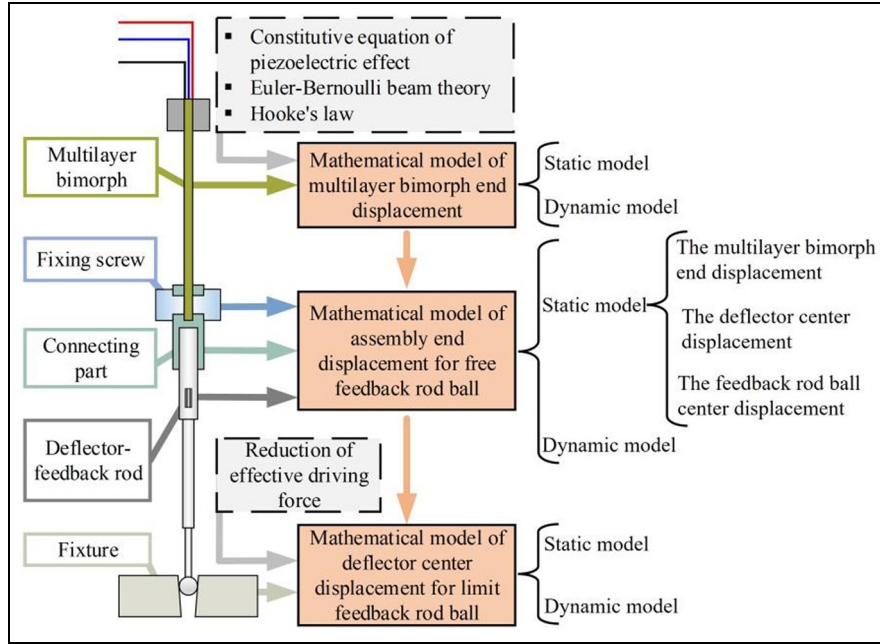 ▪ Constitutive equation of
piezoelectric effect
▪ Euler-Bernoulli beam theory
▪ Hooke's law
Multilayer
bimorph
Mathematical model of
multilayer bimorph end
displacement
Static model
Dynamic model
Fixing screw
Connecting
part
Deflector-
feedback rod
Mathematical model of
assembly end
displacement for free
feedback rod ball
Static model
Dynamic model
The multilayer bimorph
end displacement
The deflector center
displacement
The feedback rod ball
center displacement
Reduction of
effective driving
force
Fixture
Mathematical model of
deflector center
displacement for limit
feedback rod ball
Static model
Dynamic model